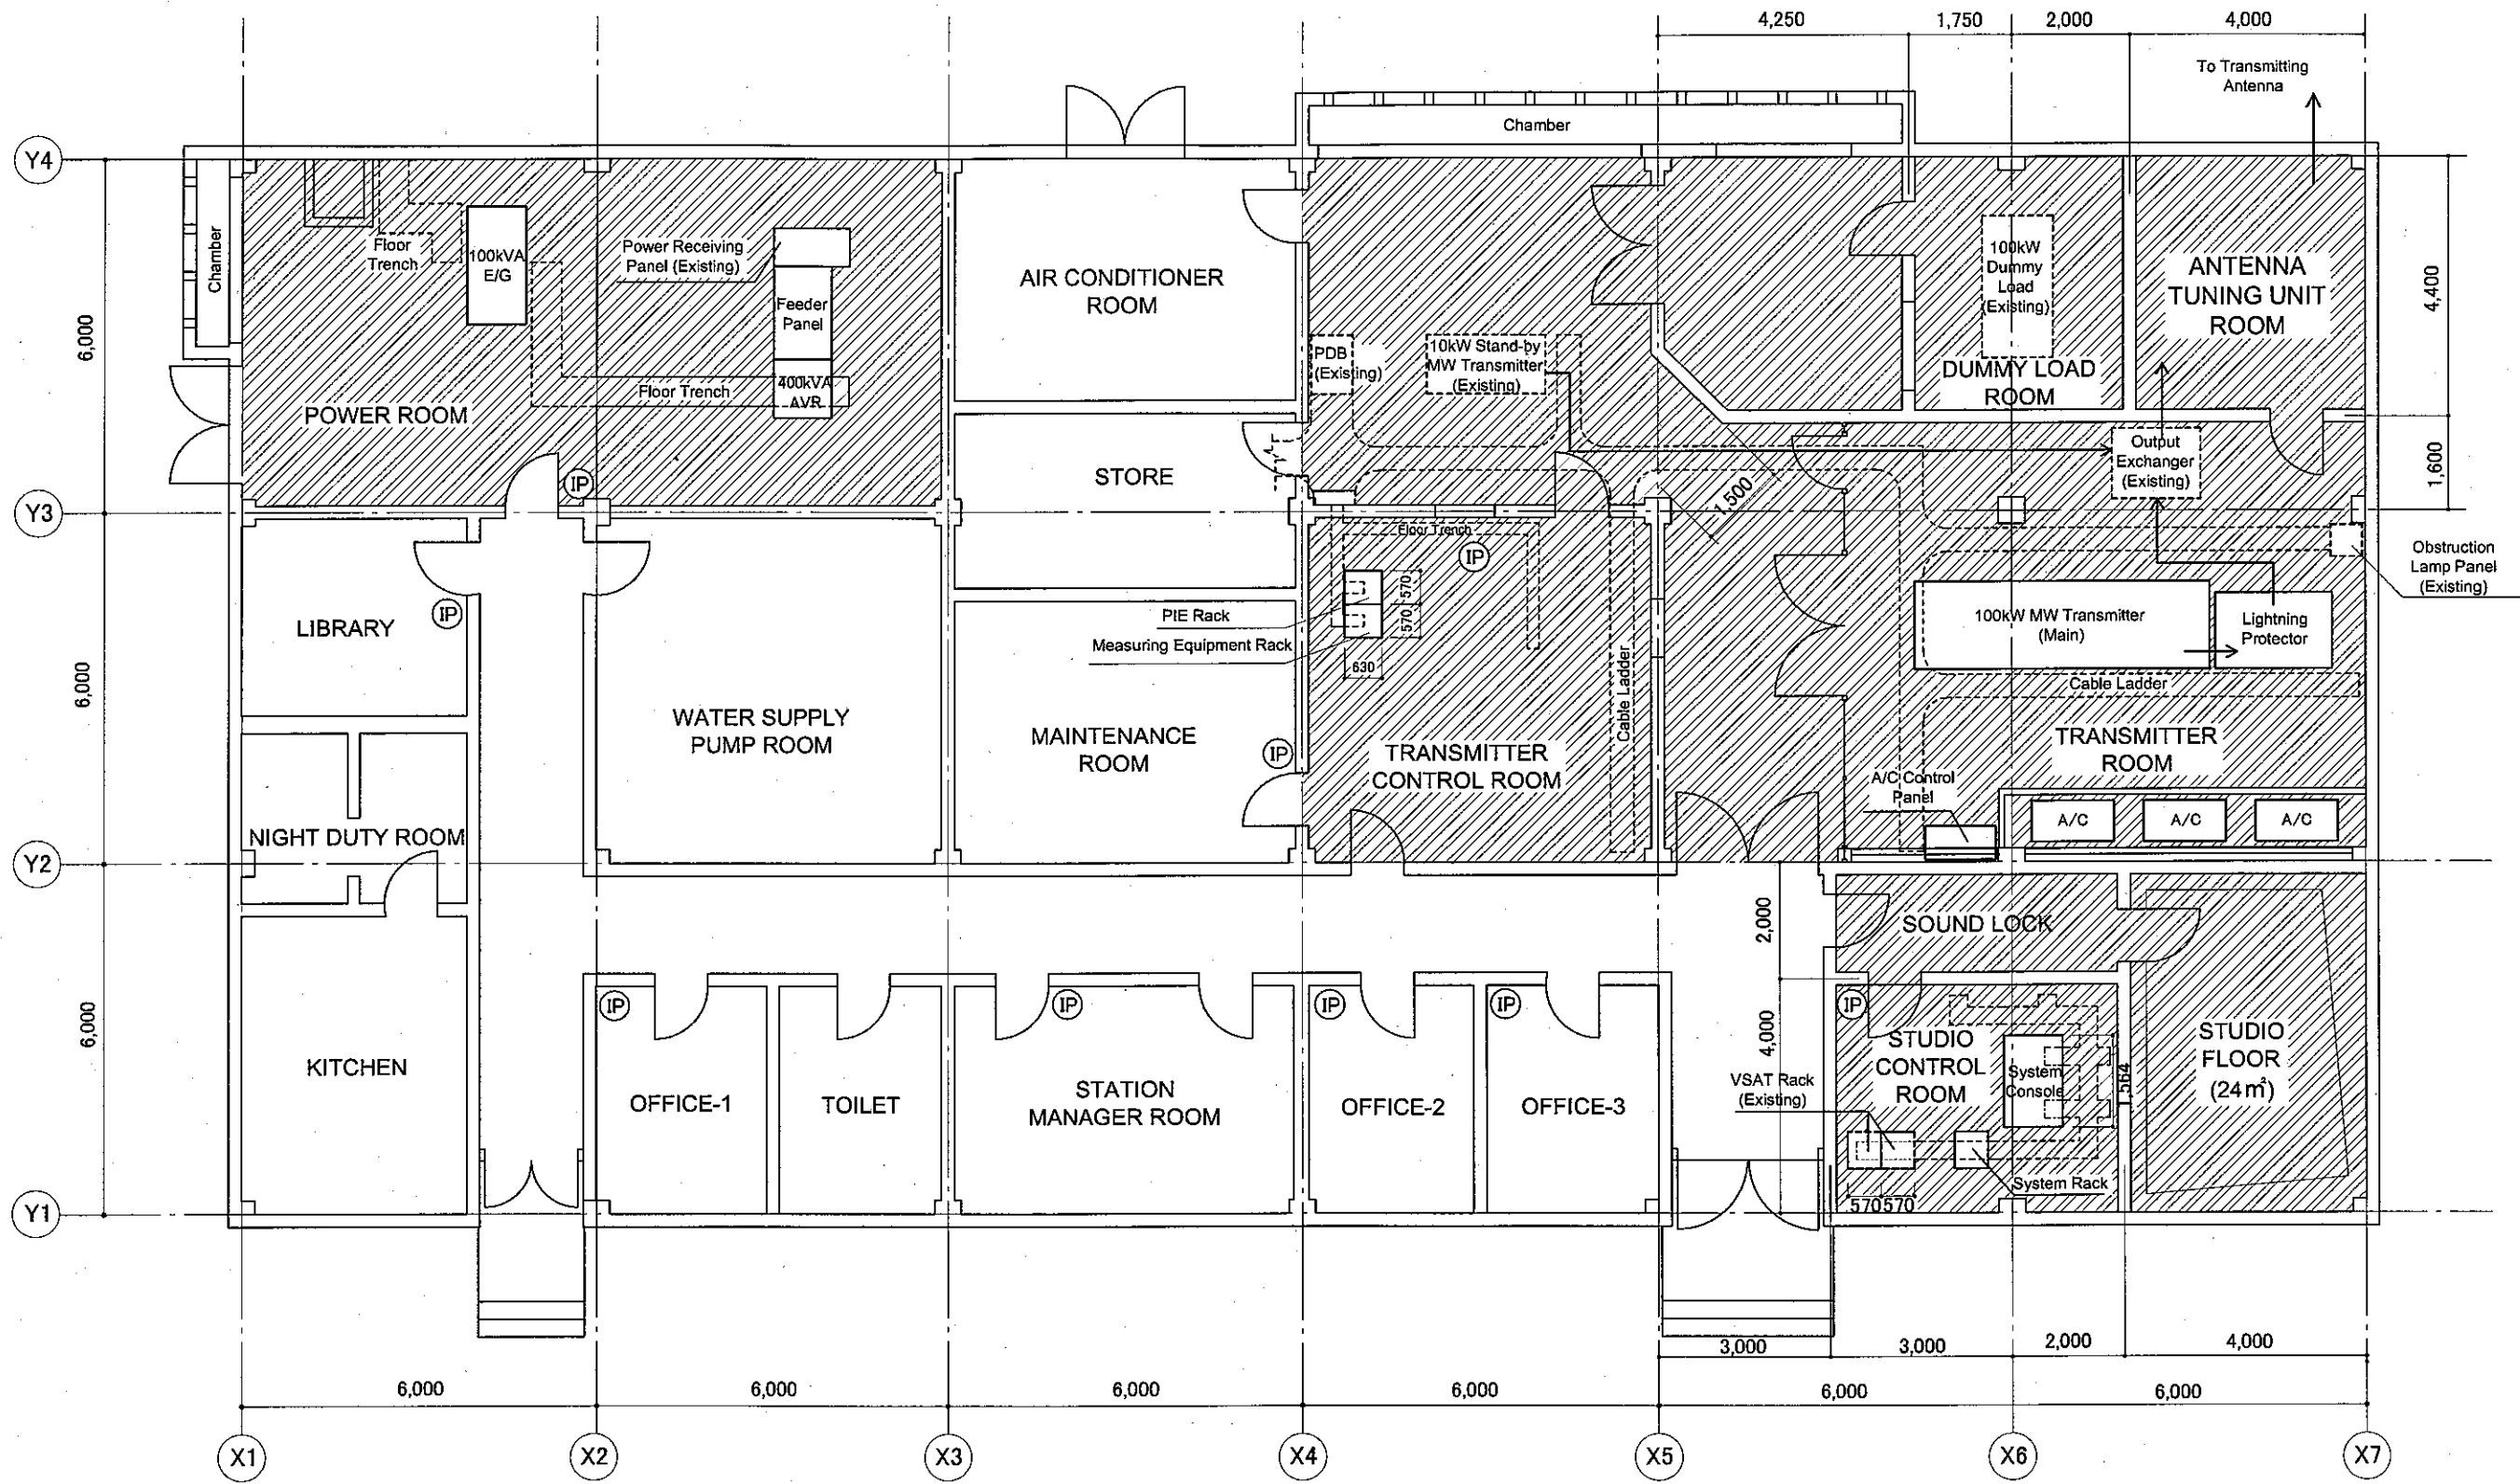 4,250
1,750
2,000
4,000
To Transmitting
Antenna
Chamber
Y4
Chamber
Floor
Trench
100kVA
E/G
Power Receiving
Panel (Existing)
Feeder
Panel
400kVA
AVR
Floor Trench
POWER ROOM
6,000
AIR CONDITIONER
ROOM
PDB
(Existing)
10kW Stand-by
MW Transmitter
(Existing)
100kW
Dummy
Load
(Existing)
DUMMY LOAD
ROOM
ANTENNA
TUNING UNIT
ROOM
4,400
STORE
Output
Exchanger
(Existing)
1,600
1,500
IP
Y3
Floor Trench
IP
Obstruction
Lamp Panel
(Existing)
LIBRARY
IP
570
570
630
PIE Rack
Measuring Equipment Rack
100kW MW Transmitter
(Main)
Lightning
Protector
Cable Ladder
Cable Ladder
6,000
WATER SUPPLY
PUMP ROOM
MAINTENANCE
ROOM
IP
TRANSMITTER
CONTROL ROOM
TRANSMITTER
ROOM
A/C Control
Panel
A/C
A/C
A/C
NIGHT DUTY ROOM
Y2
2,000
SOUND LOCK
6,000
KITCHEN
IP
OFFICE-1
TOILET
IP
STATION
MANAGER ROOM
IP
OFFICE-2
IP
OFFICE-3
4,000
IP
STUDIO
CONTROL
ROOM
VSAT Rack
(Existing)
System
Console
564
STUDIO
FLOOR
(24㎡)
System Rack
570
570
Y1
3,000
3,000
2,000
4,000
6,000
6,000
6,000
6,000
6,000
6,000
X1
X2
X3
X4
X5
X6
X7